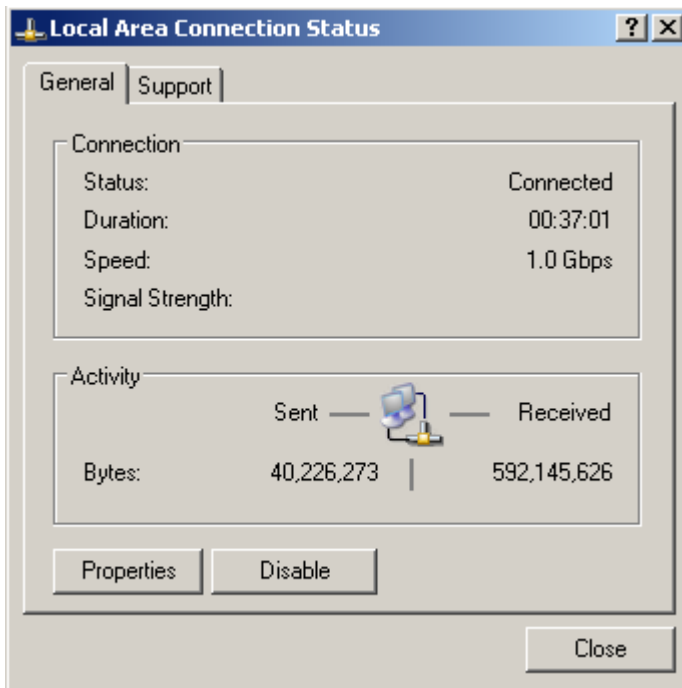 Local Area Connection Status
General Support
Connection
Status: Connected
Duration: 00:37:01
Speed: 1.0 Gbps
Signal Strength:
Activity
Sent Received
Bytes: 40,226,273 592,145,626
Properties Disable
Close